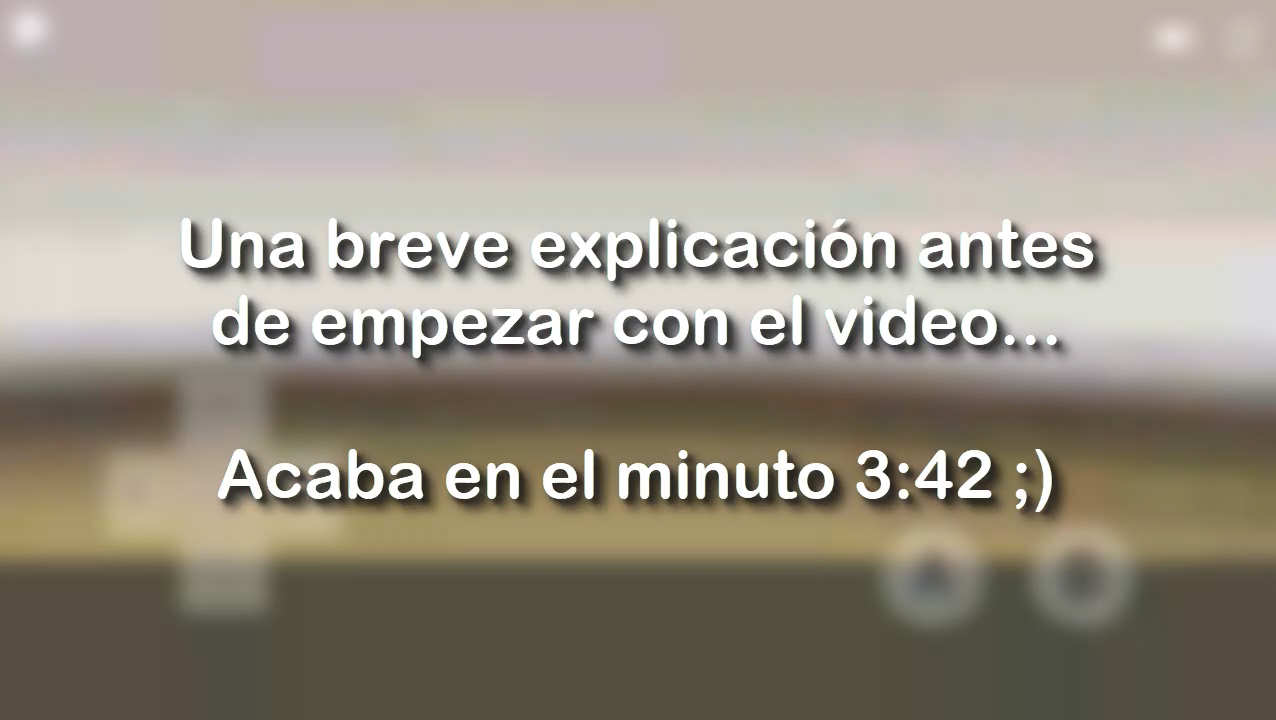 Una breve explicación antes
de empezar con el video...
Acaba en el minuto 3:42 ;)